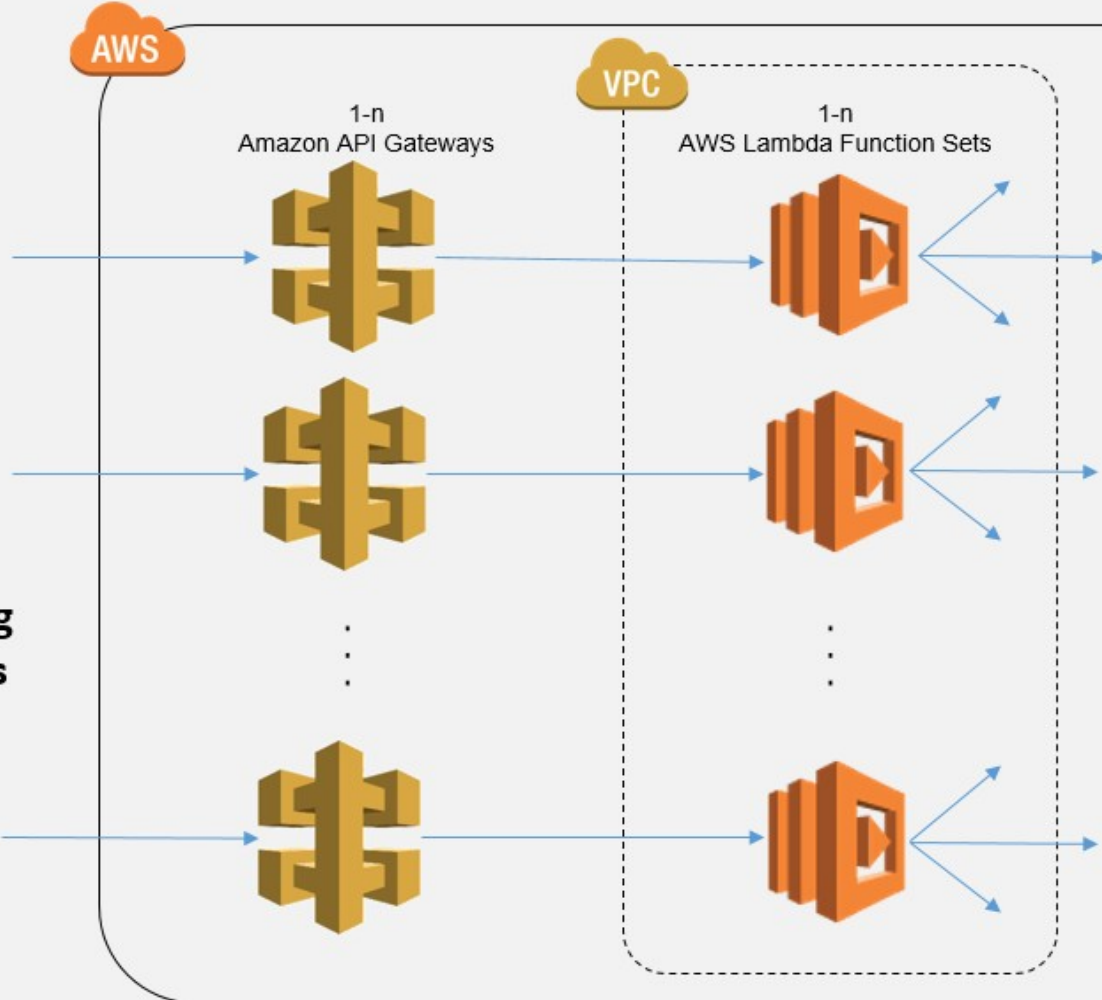 AWS
VPC
1-n
Amazon API Gateways
1-n
AWS Lambda Function Sets
g
s